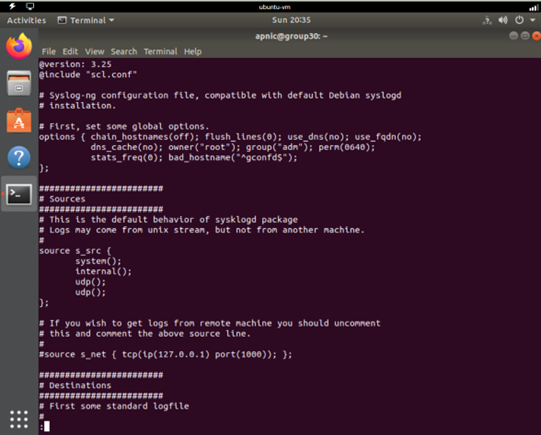 ubuntu-vm
Activities
Terminal
Sun 20:35
apnic@group30: ~
File Edit View Search Terminal Help
@version: 3.25
@include "scl.conf"
# Syslog-ng configuration file, compatible with default Debian syslogd
# installation.
# First, set some global options.
options { chain_hostnames(off); flush_lines(0); use_dns(no); use_fqdn(no);
dns_cache(no); owner("root"); group("adm"); perm(0640);
stats_freq(0); bad_hostname("^gconfd$");
};
########################
# Sources
########################
# This is the default behavior of sysklogd package
# Logs may come from unix stream, but not from another machine.
#
source s_src {
system();
internal();
udp();
udp();
};
# If you wish to get logs from remote machine you should uncomment
# this and comment the above source line.
#
#source s_net { tcp(ip(127.0.0.1) port(1000)); };
########################
# Destinations
########################
# First some standard logfile
#
: